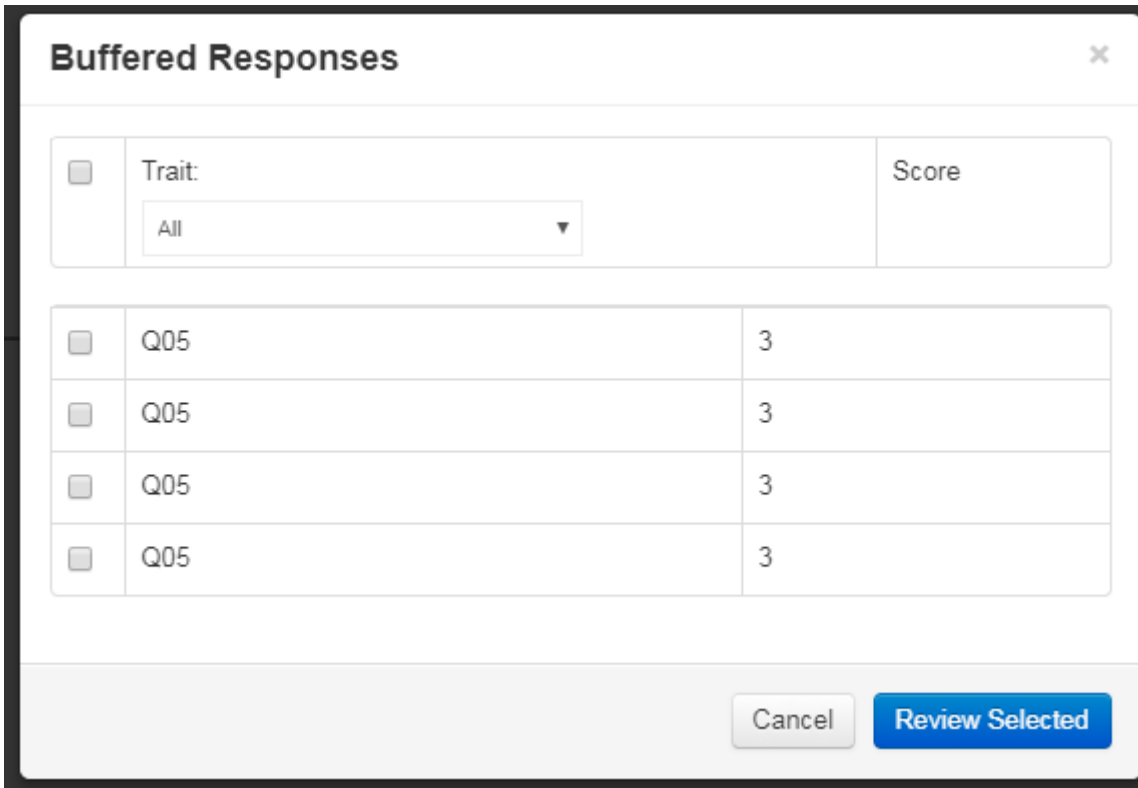 Buffered Responses ×
Trait: Score
All ▼
Q05 3
Q05 3
Q05 3
Q05 3
Cancel Review Selected